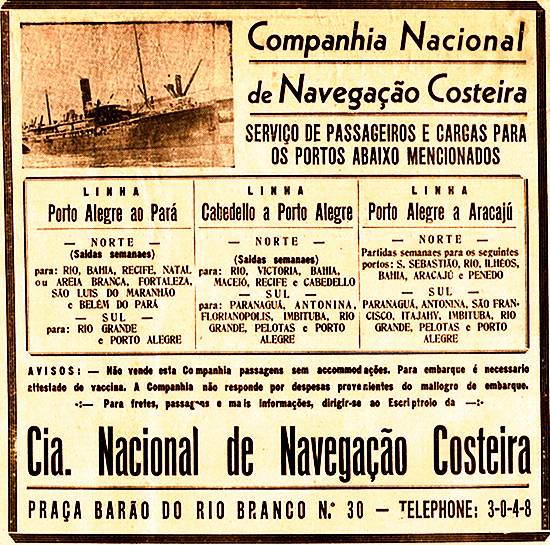 Companhia Nacional
de Navegação Costeira
SERVIÇO DE PASSAGEIROS E CARGAS PARA
OS PORTOS ABAIXO MENCIONADOS
LINHA
Porto Alegre ao Pará
— NORTE —
(Saídas semanaes)
para: RIO, BAHIA, RECIFE, NATAL
ou AREIA BRANCA, FORTALEZA,
SÃO LUIS DO MARANHÃO
e BELÉM DO PARÁ
— SUL —
para: RIO GRANDE
e PORTO ALEGRE
LINHA
Cabedello a Porto Alegre
— NORTE —
(Saídas semanaes)
para: RIO, VICTORIA, BAHIA,
MACEIÓ, RECIFE e CABEDELLO
— SUL —
para: PARANAGUÁ, ANTONINA,
FLORIANOPOLIS, IMBITUBA, RIO
GRANDE, PELOTAS e PORTO
ALEGRE
LINHA
Porto Alegre a Aracajú
— NORTE —
Partidas semanaes para os seguintes
portos: S. SEBASTIÃO, RIO, ILHEOS,
BAHIA, ARACAJÚ e PENEDO
— SUL —
PARANAGUÁ, ANTONINA, SÃO FRAN-
CISCO, ITAJAHY, IMBITUBA, RIO
GRANDE, PELOTAS e PORTO
ALEGRE
AVISOS: — Não vende esta Companhia passagens sem accommodações. Para embarque é necessario
attestado de vaccina. A Companhia não responde por despesas provenientes do mallogro de embarque.
—:— Para fretes, passagens e mais informações, dirigir-se ao Escriptroio da —:—
Cia. Nacional de Navegação Costeira
PRAÇA BARÃO DO RIO BRANCO N.º 30 — TELEPHONE: 3-0-4-8